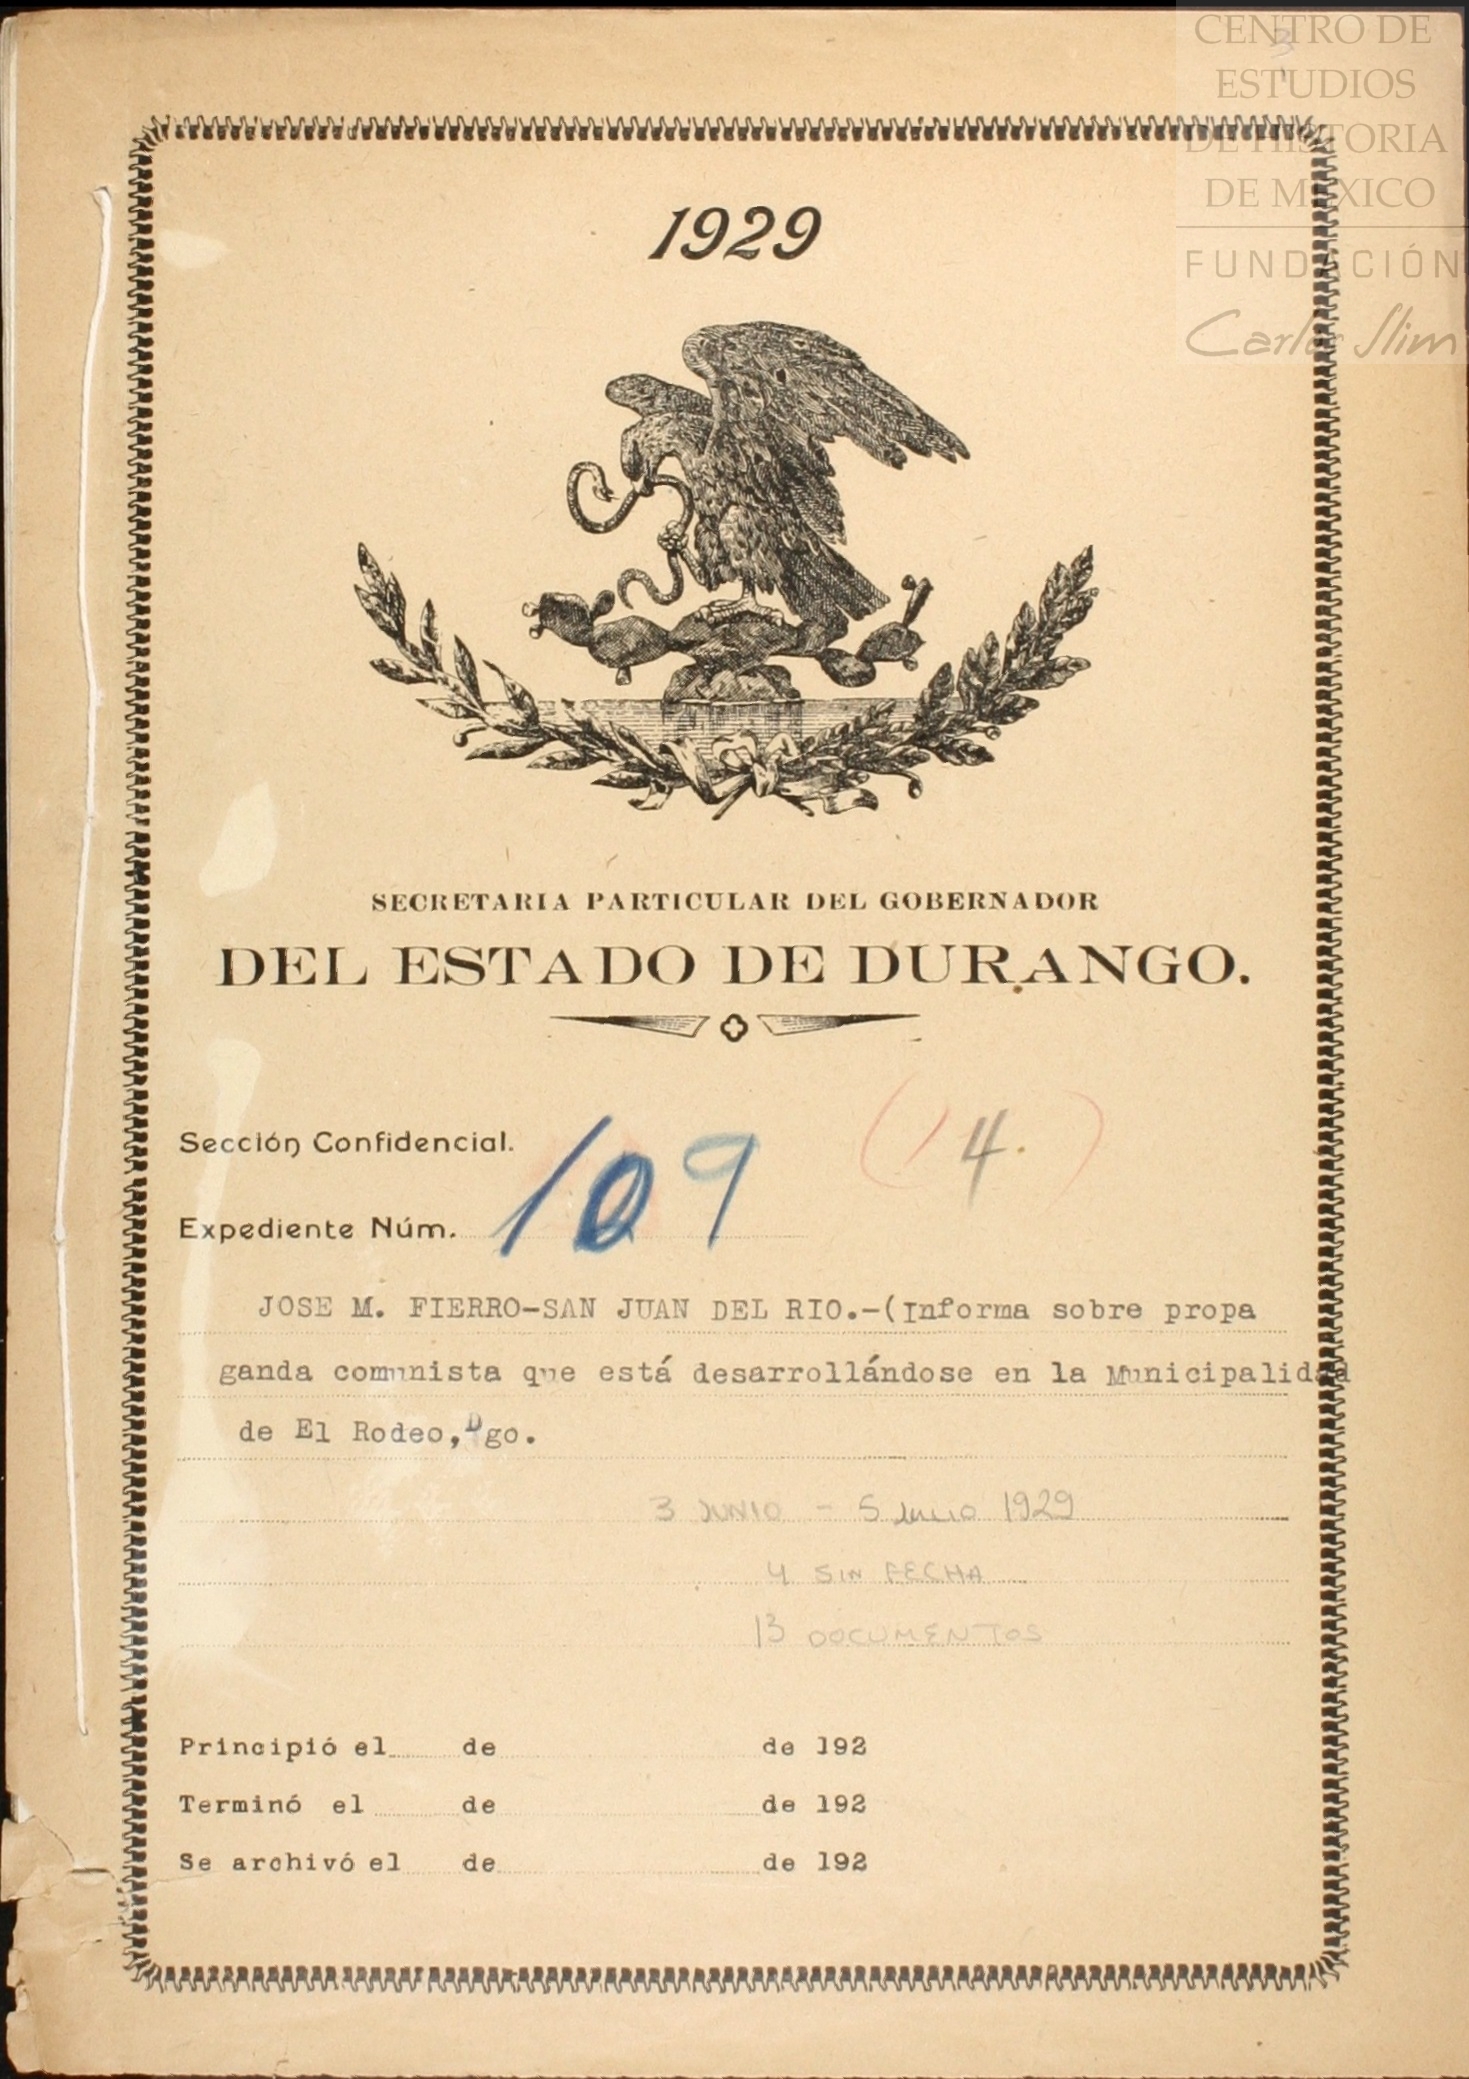 CENTRO DE
ESTUDIOS
DE HISTORIA
DE MÉXICO
FUNDACIÓN
Carlos Slim
1929
SECRETARIA PARTICULAR DEL GOBERNADOR
DEL ESTADO DE DURANGO.
Sección Confidencial.
(14.)
Expediente Núm. 109
JOSE M. FIERRO-SAN JUAN DEL RIO.-(Informa sobre propa
ganda comunista que está desarrollándose en la Municipalidad
de El Rodeo,Dgo.
3 JUNIO - 5 1929
4 SIN FECHA
13 DOCUMENTOS
Principió el de de 192
Terminó el de de 192
Se archivó el de de 192